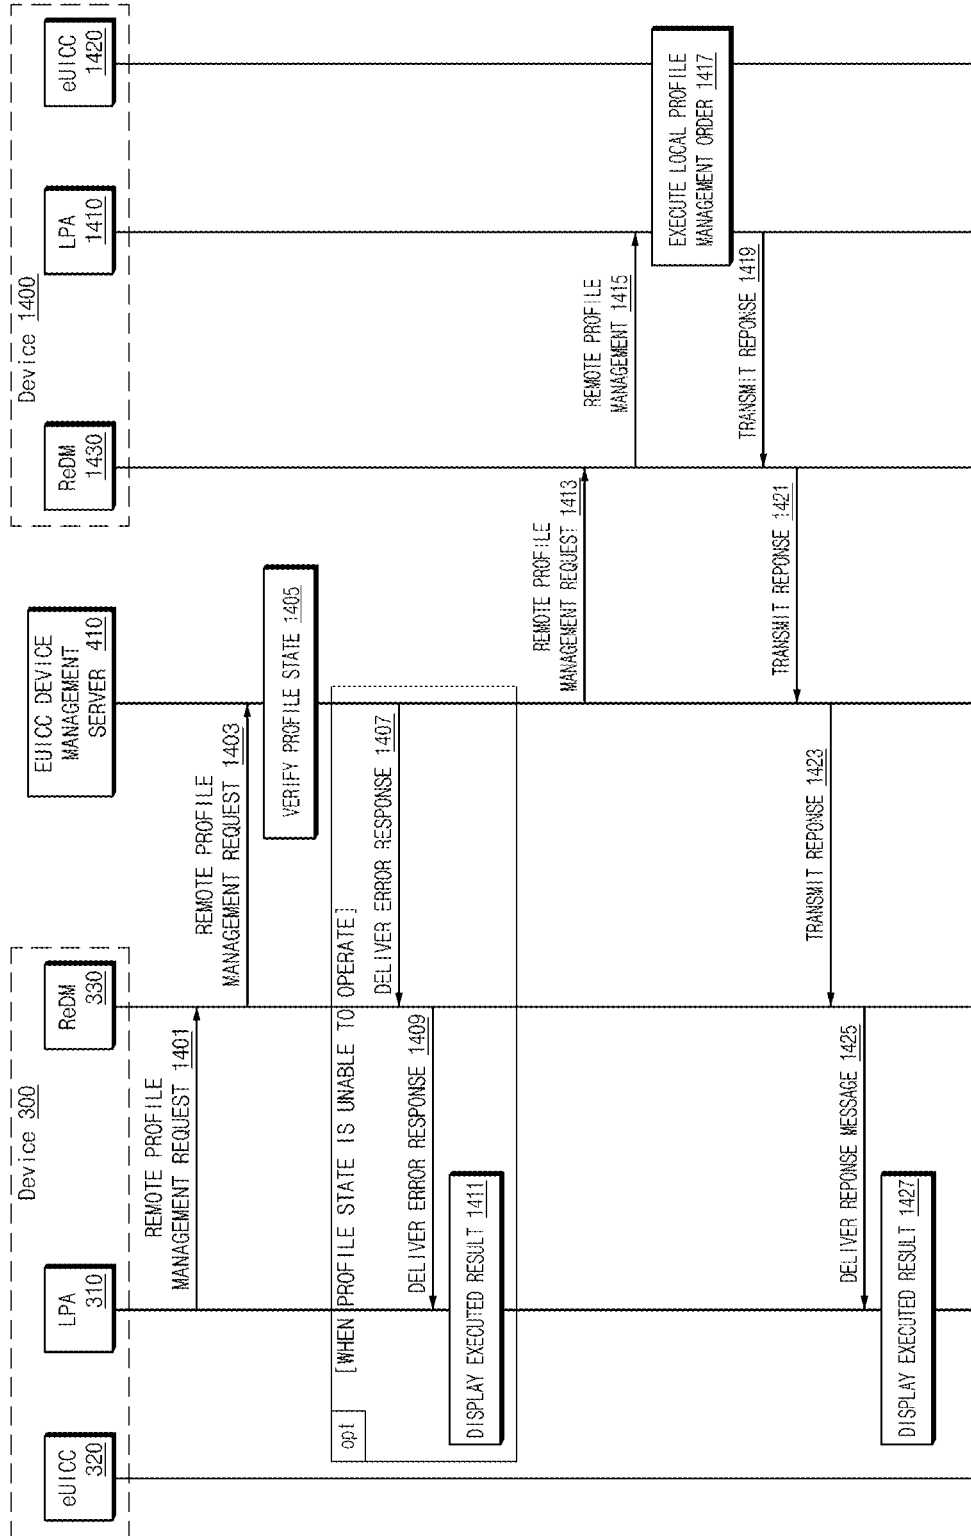 Device 300
eUICC
320
LPA
310
ReDM
330
EUICC DEVICE
MANAGEMENT
SERVER 410
Device 1400
ReDM
1430
LPA
1410
eUICC
1420
REMOTE PROFILE
MANAGEMENT REQUEST 1401
REMOTE PROFILE
MANAGEMENT REQUEST 1403
VERIFY PROFILE STATE 1405
opt
[WHEN PROFILE STATE IS UNABLE TO OPERATE]
DELIVER ERROR RESPONSE 1407
DELIVER ERROR RESPONSE 1409
DISPLAY EXECUTED RESULT 1411
REMOTE PROFILE
MANAGEMENT REQUEST 1413
REMOTE PROFILE
MANAGEMENT 1415
EXECUTE LOCAL PROFILE
MANAGEMENT ORDER 1417
TRANSMIT REPONSE 1419
TRANSMIT REPONSE 1421
TRANSMIT REPONSE 1423
DELIVER REPONSE MESSAGE 1425
DISPLAY EXECUTED RESULT 1427